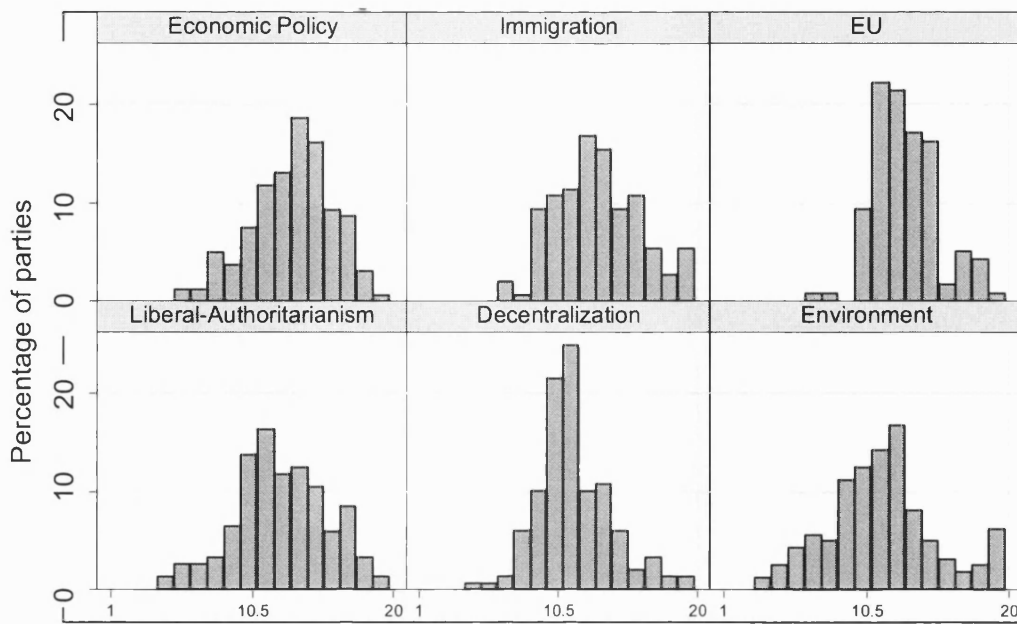 Economic Policy Immigration EU
20
10
0
Liberal-Authoritarianism Decentralization Environment
20
10
0
Percentage of parties
1 10.5 20 1 10.5 20 1 10.5 20